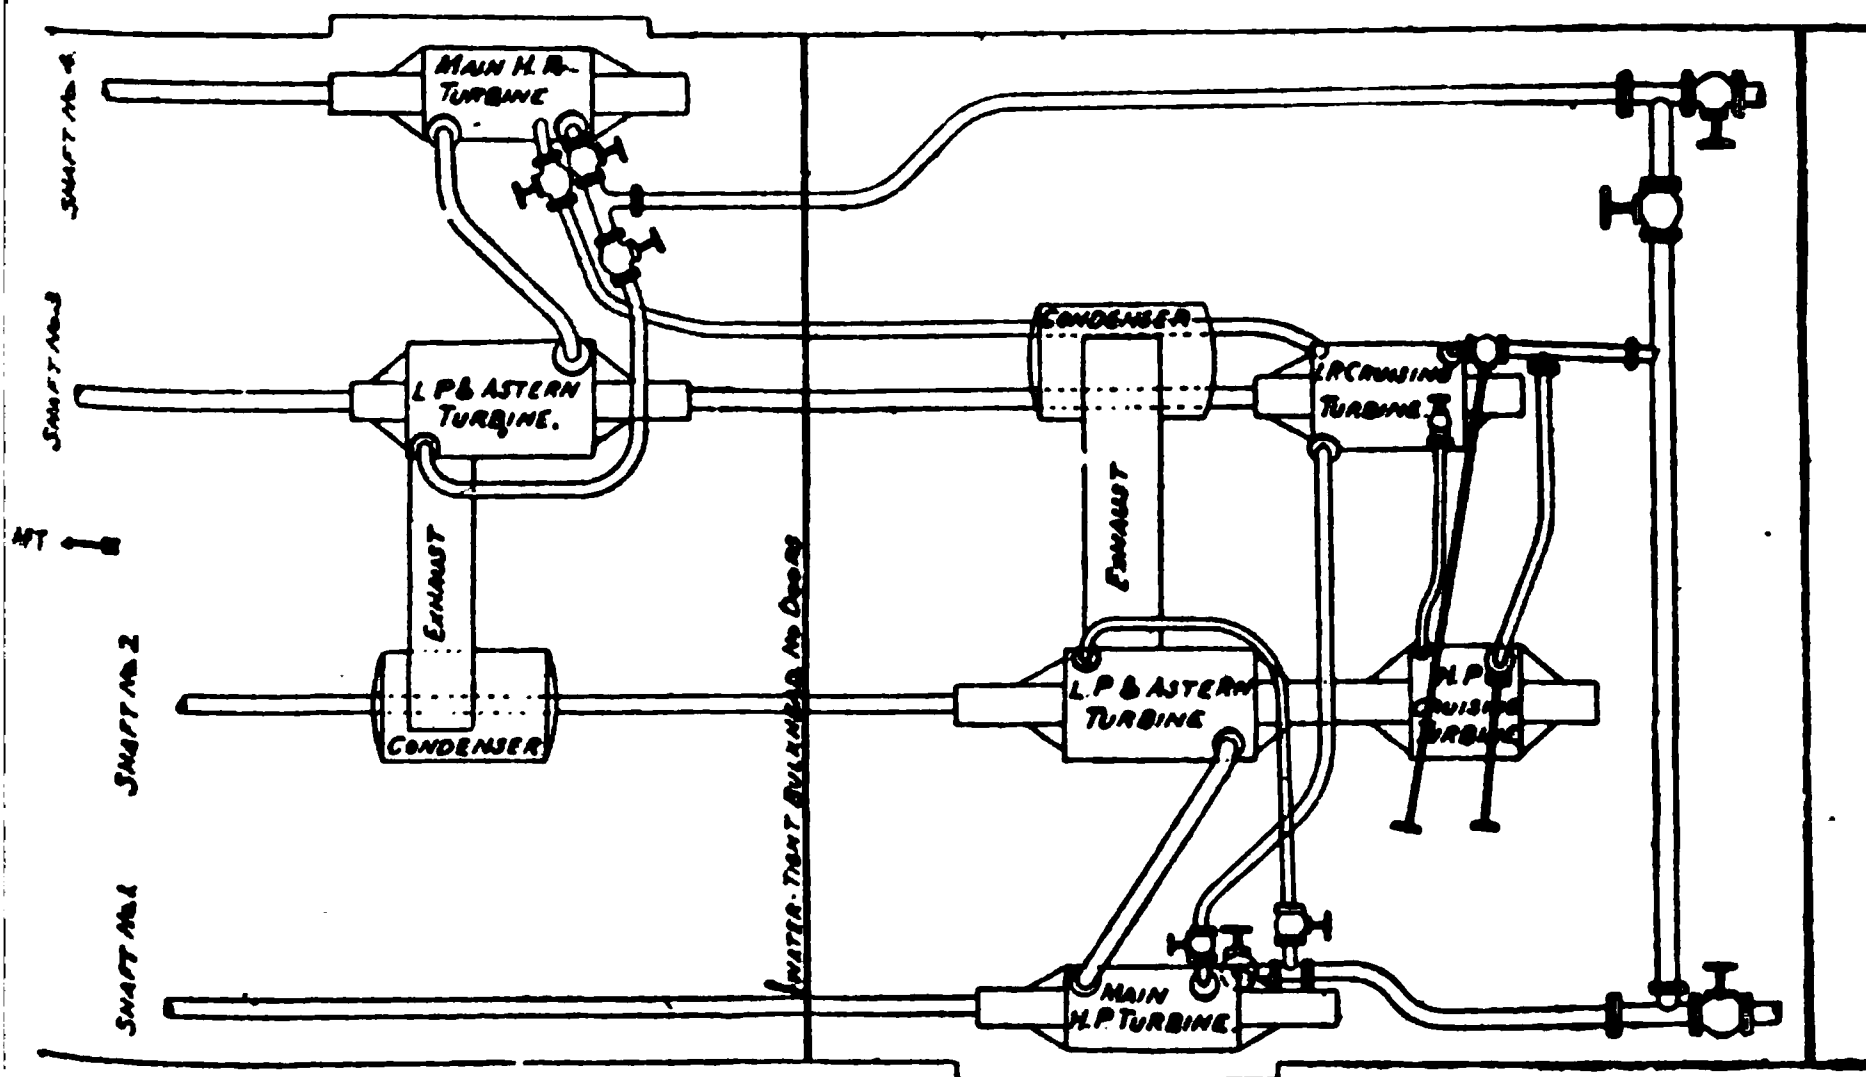 SHAFT No 4
MAIN H.P.
TURBINE
SHAFT No 3
L P & ASTERN
TURBINE.
CONDENSER
L P CRUISING
TURBINE
AFT
EXHAUST
EXHAUST
WATER-TIGHT BULKHEAD NO DOORS
SHAFT No 2
CONDENSER
L.P & ASTERN
TURBINE
H.P
CRUISING
TURBINE
SHAFT No 1
MAIN
H.P TURBINE.